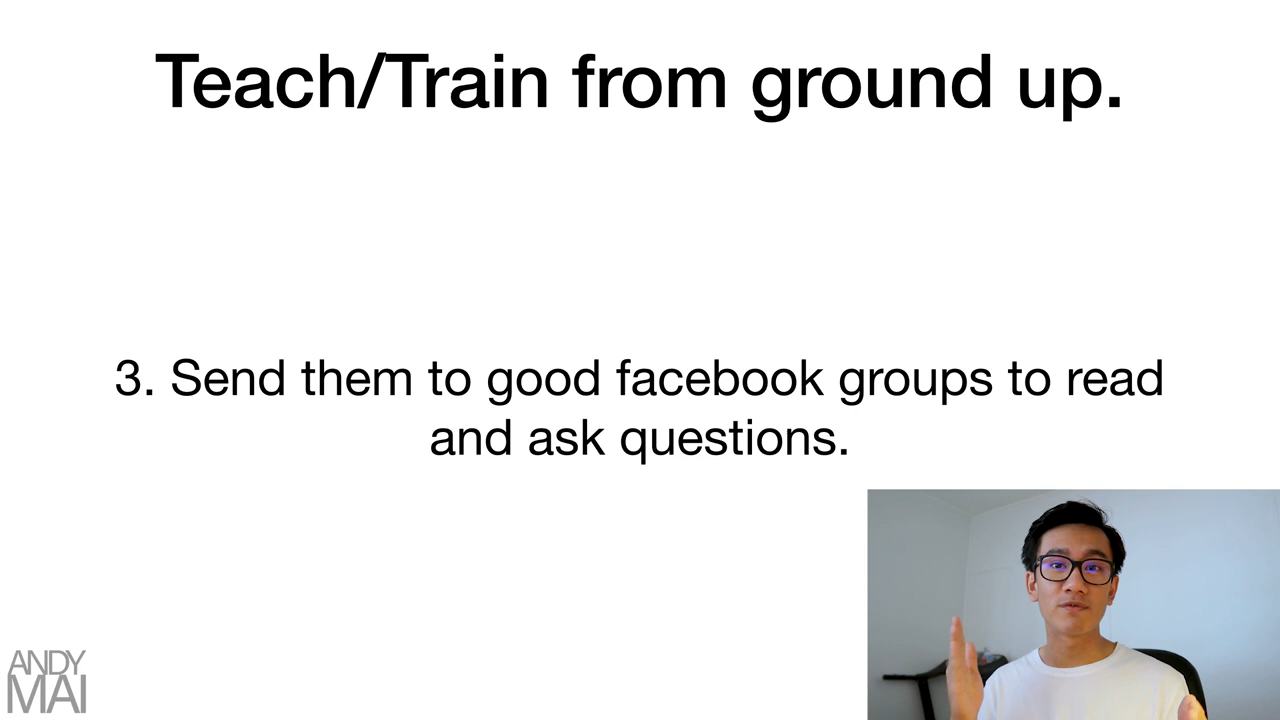 Teach/Train from ground up.
3. Send them to good facebook groups to read
and ask questions.
ANDY
MAI